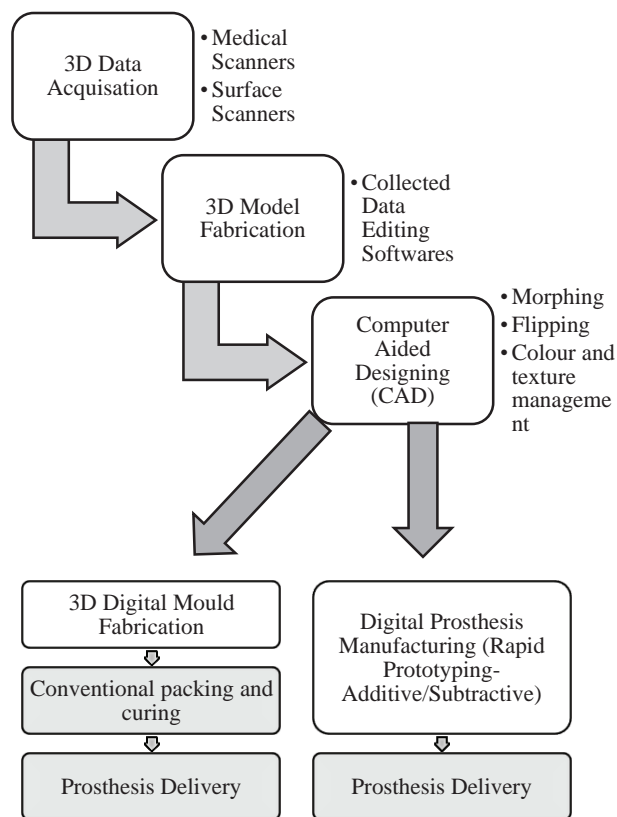 3D Data
Acquisation
• Medical
Scanners
• Surface
Scanners
3D Model
Fabrication
• Collected
Data
Editing
Softwares
Computer
Aided
Designing
(CAD)
• Morphing
• Flipping
• Colour and
texture
manageme
nt
3D Digital Mould
Fabrication
Conventional packing and
curing
Prosthesis Delivery
Digital Prosthesis
Manufacturing (Rapid
Prototyping-
Additive/Subtractive)
Prosthesis Delivery